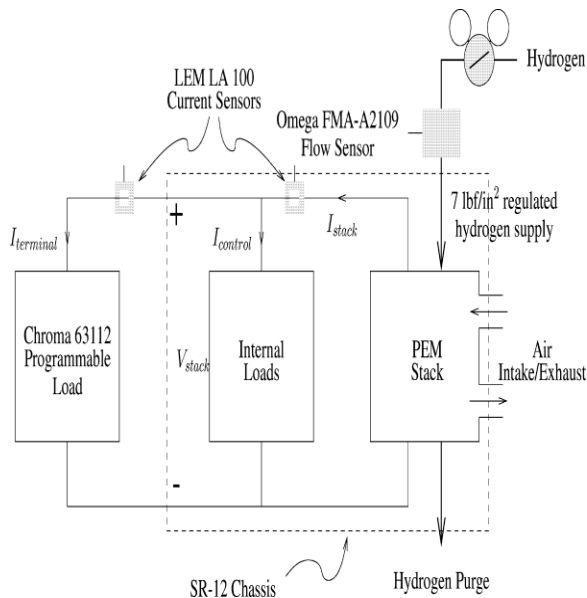 Hydrogen
LEM LA 100
Current Sensors
Omega FMA-A2109
Flow Sensor
7 lbf/in² regulated
hydrogen supply
+
I_terminal
I_control
I_stack
Chroma 63112
Programmable
Load
V_stack
Internal
Loads
PEM
Stack
Air
Intake/Exhaust
-
SR-12 Chassis
Hydrogen Purge